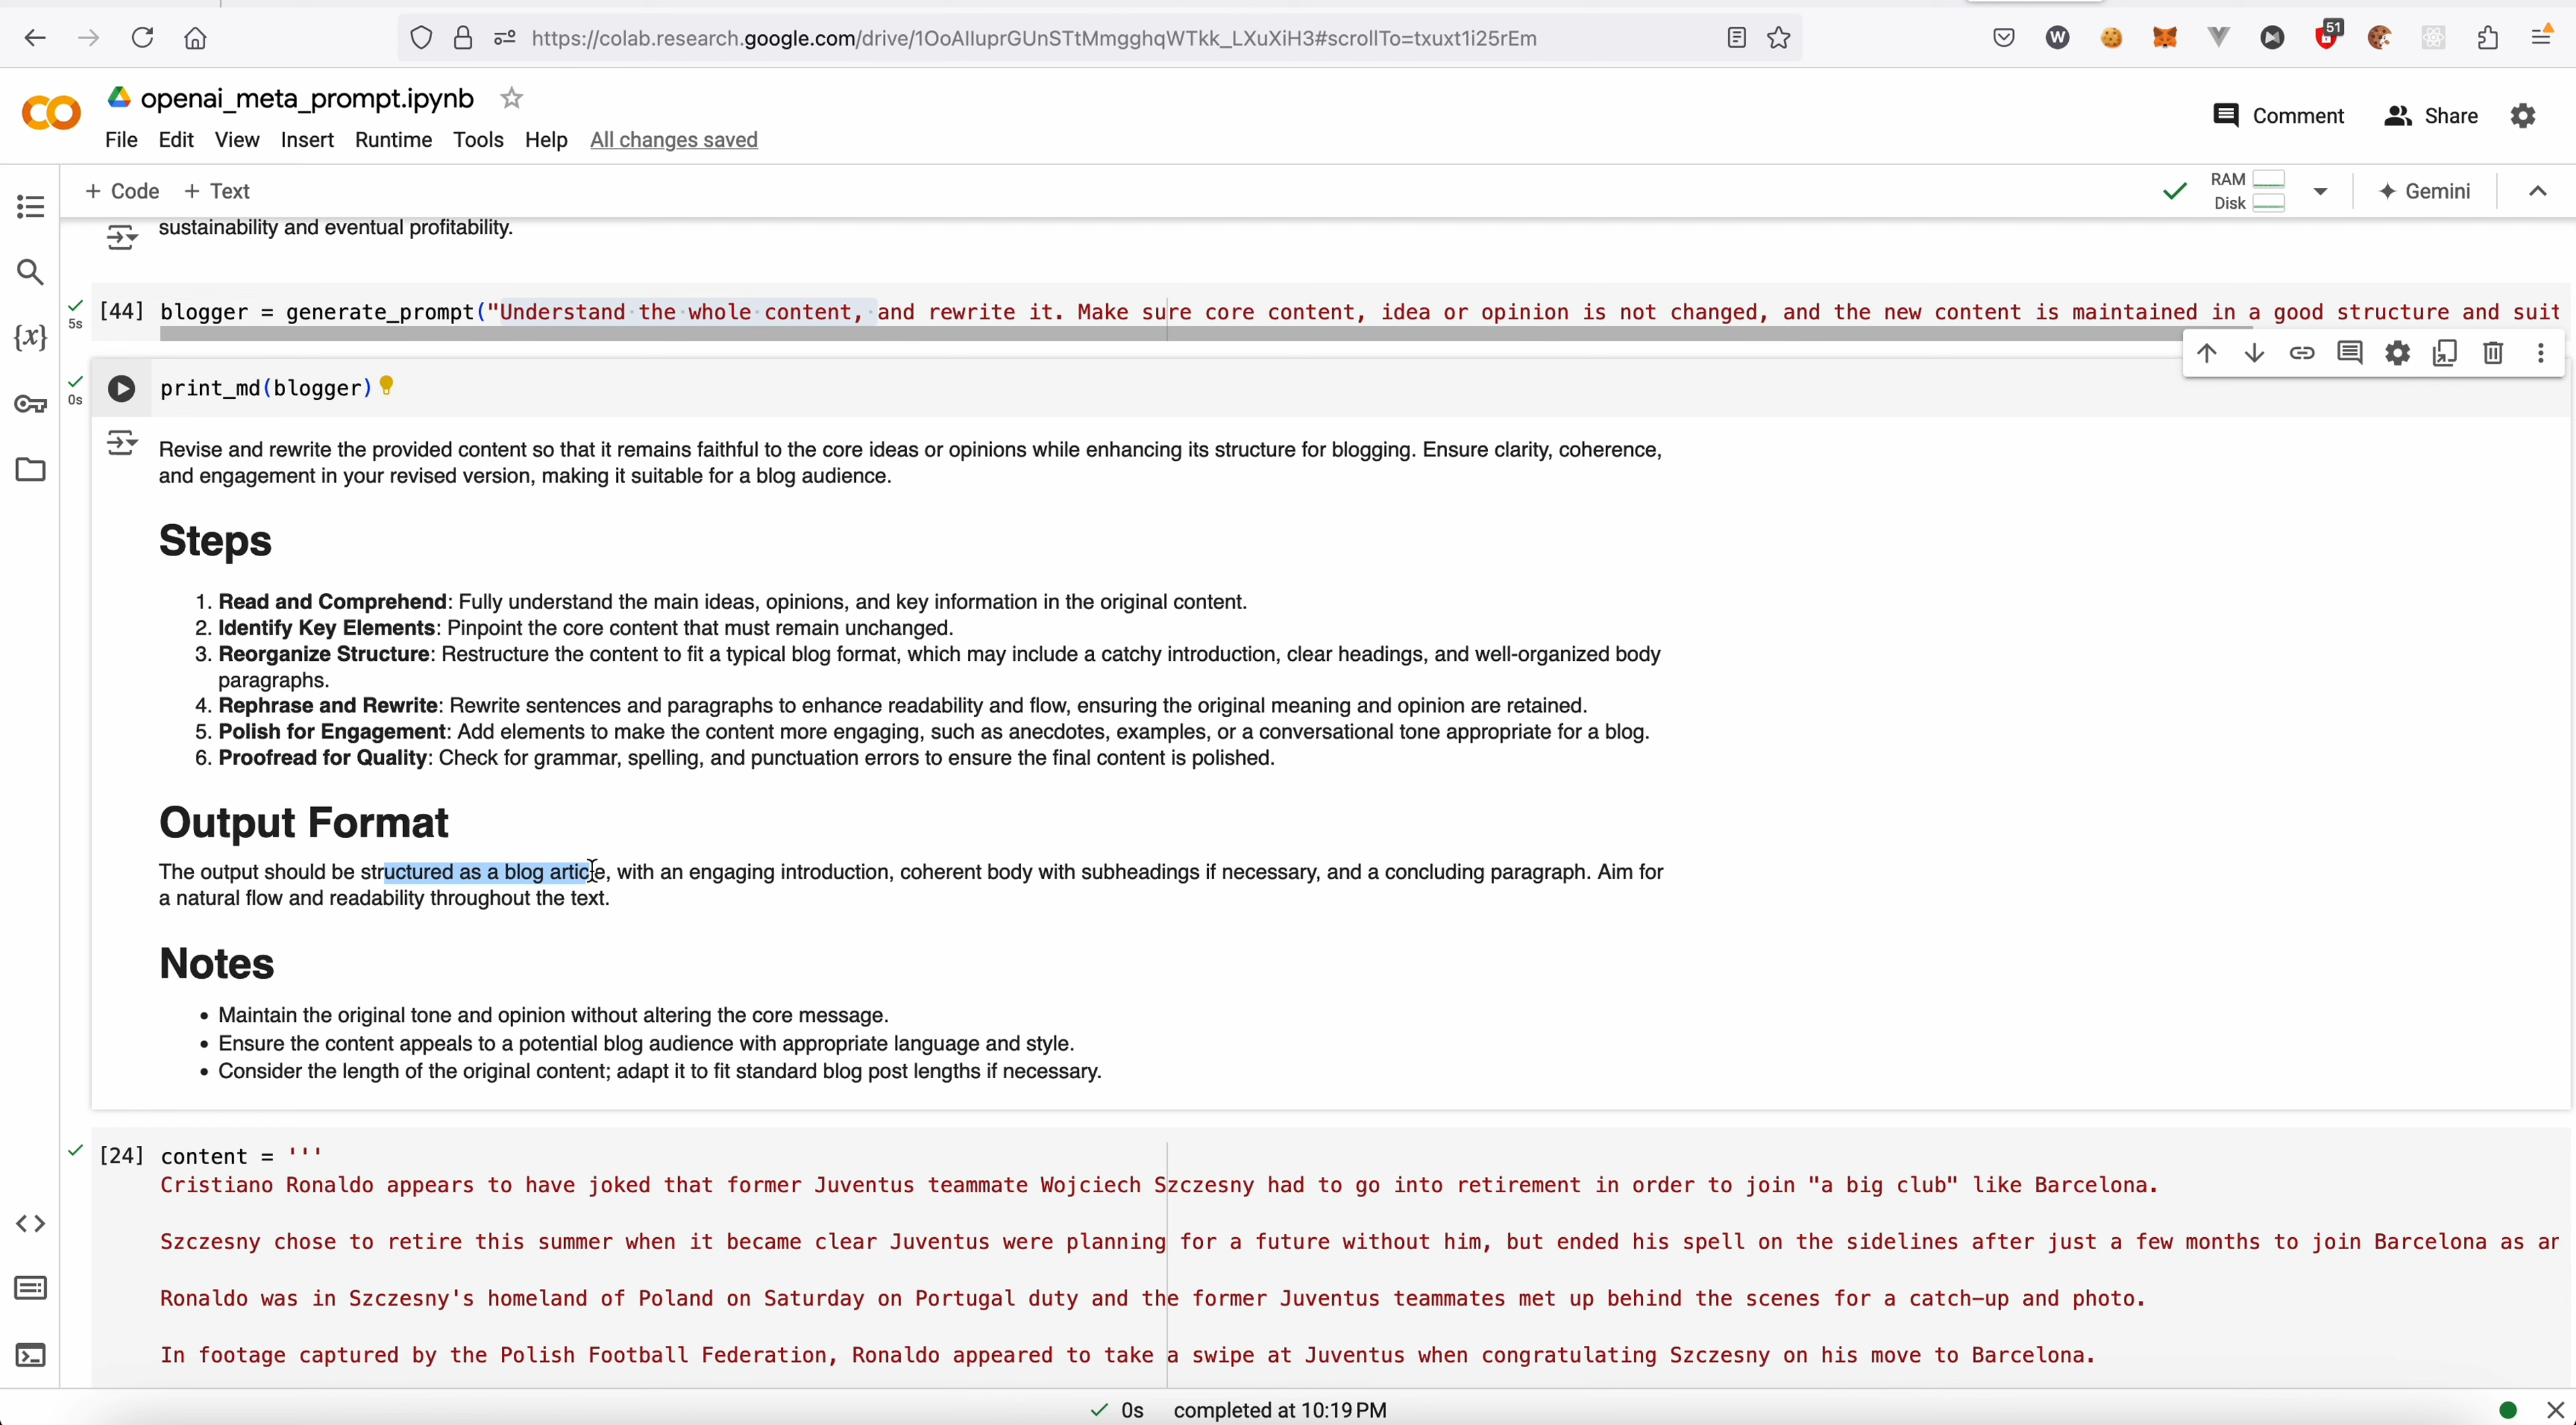 https://colab.research.google.com/drive/1OoAlIuprGUnSTtMmgghqWTkk_LXuXiH3#scrollTo=txuxt1i25rEm
W
51
openai_meta_prompt.ipynb
File Edit View Insert Runtime Tools Help All changes saved
Comment Share
+ Code + Text
RAM
Disk
Gemini
sustainability and eventual profitability.
5s
[44] blogger = generate_prompt("Understand the whole content, and rewrite it. Make sure core content, idea or opinion is not changed, and the new content is maintained in a good structure and suit
{x}
0s
print_md(blogger)
Revise and rewrite the provided content so that it remains faithful to the core ideas or opinions while enhancing its structure for blogging. Ensure clarity, coherence,
and engagement in your revised version, making it suitable for a blog audience.
Steps
1. Read and Comprehend: Fully understand the main ideas, opinions, and key information in the original content.
2. Identify Key Elements: Pinpoint the core content that must remain unchanged.
3. Reorganize Structure: Restructure the content to fit a typical blog format, which may include a catchy introduction, clear headings, and well-organized body
paragraphs.
4. Rephrase and Rewrite: Rewrite sentences and paragraphs to enhance readability and flow, ensuring the original meaning and opinion are retained.
5. Polish for Engagement: Add elements to make the content more engaging, such as anecdotes, examples, or a conversational tone appropriate for a blog.
6. Proofread for Quality: Check for grammar, spelling, and punctuation errors to ensure the final content is polished.
Output Format
The output should be structured as a blog article, with an engaging introduction, coherent body with subheadings if necessary, and a concluding paragraph. Aim for
a natural flow and readability throughout the text.
Notes
• Maintain the original tone and opinion without altering the core message.
• Ensure the content appeals to a potential blog audience with appropriate language and style.
• Consider the length of the original content; adapt it to fit standard blog post lengths if necessary.
[24] content = '''
Cristiano Ronaldo appears to have joked that former Juventus teammate Wojciech Szczesny had to go into retirement in order to join "a big club" like Barcelona.
Szczesny chose to retire this summer when it became clear Juventus were planning for a future without him, but ended his spell on the sidelines after just a few months to join Barcelona as ar
Ronaldo was in Szczesny's homeland of Poland on Saturday on Portugal duty and the former Juventus teammates met up behind the scenes for a catch-up and photo.
In footage captured by the Polish Football Federation, Ronaldo appeared to take a swipe at Juventus when congratulating Szczesny on his move to Barcelona.
0s completed at 10:19 PM